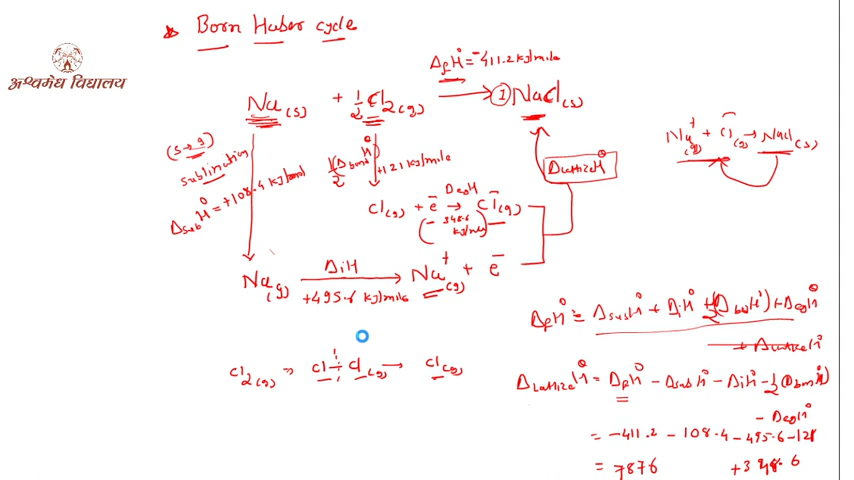 * Born Haber cycle
अश्वमेध विद्यालय
ΔfH° = -411.2 kJ/mole
Na(s) + 1/2 Cl2(g) → ① NaCl(s)
Na+(g) + Cl-(g) → NaCl(s)
(s → g)
sublimation
ΔsubH° = +108.4 kJ/mol
1/2(ΔbondH°)
+121 kJ/mole
ΔlatticeH°
Cl(g) + e- ΔegH → Cl-(g)
(-348.6 kJ/mole)
Na(g) ΔiH → Na+(g) + e-
+495.6 kJ/mole
ΔfH° = ΔsubH° + ΔiH° + 1/2(ΔbondH°) + ΔegH°
+ ΔlatticeH°
Cl2(g) ⇒ Cl ÷ Cl(g) → Cl(g)
ΔLatticeH° = ΔfH° - ΔsubH° - ΔiH° - 1/2(ΔbondH°)
- ΔegH°
= -411.2 - 108.4 - 495.6 - 121
= 7876 +348.6